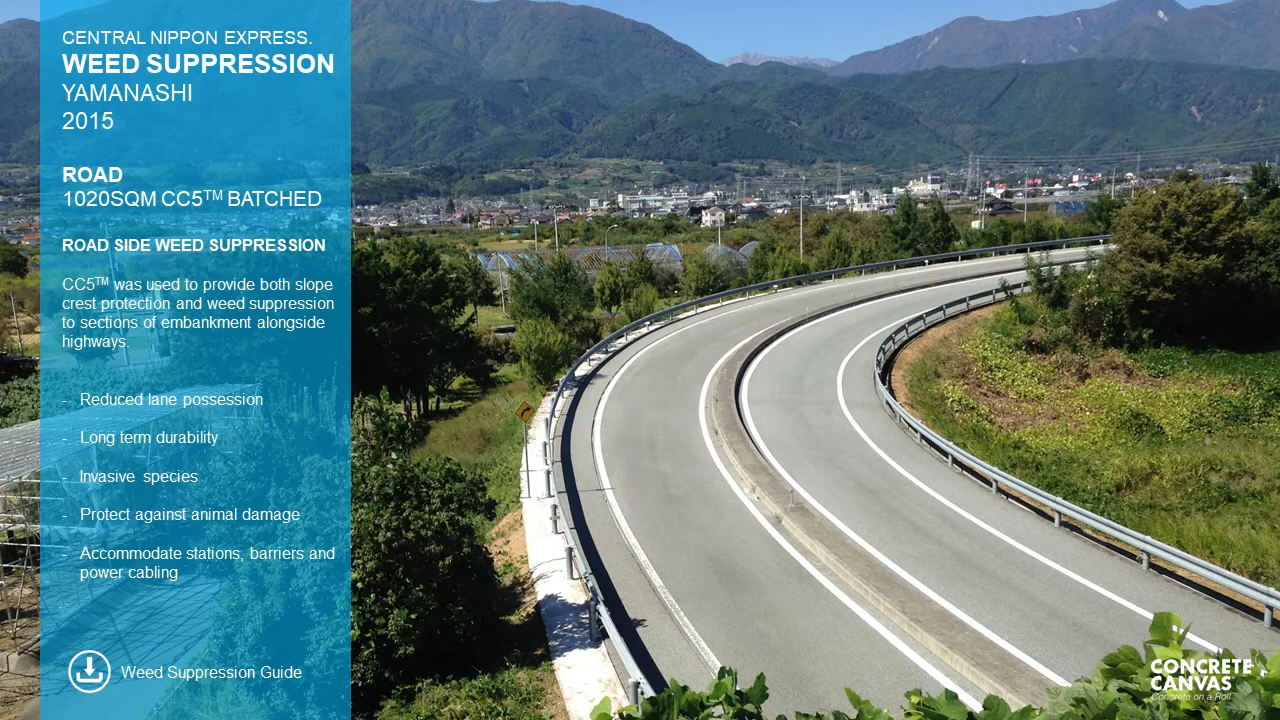 CENTRAL NIPPON EXPRESS.
WEED SUPPRESSION
YAMANASHI
2015
ROAD
1020SQM CC5™ BATCHED
ROAD SIDE WEED SUPPRESSION
CC5™ was used to provide both slope
crest protection and weed suppression
to sections of embankment alongside
highways.
- Reduced lane possession
- Long term durability
- Invasive species
- Protect against animal damage
- Accommodate stations, barriers and
power cabling
Weed Suppression Guide
CONCRETE
CANVAS
Concrete on a Roll